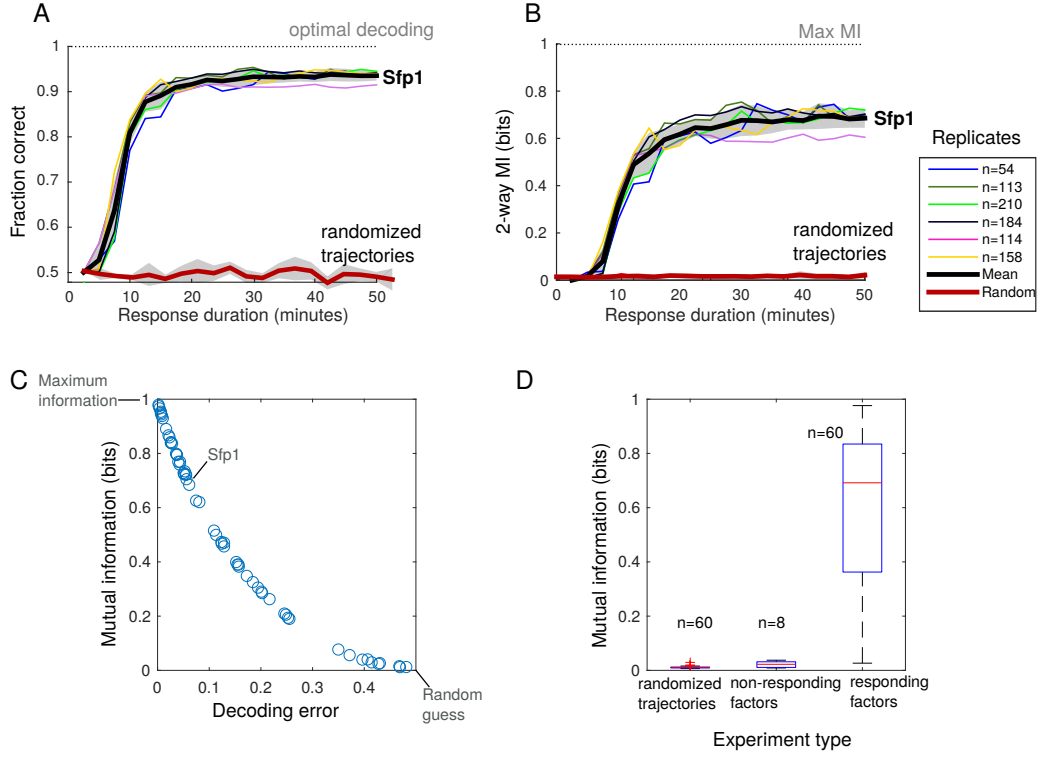 A
optimal decoding
1
0.9
0.8
0.7
0.6
0.5
Fraction correct
Sfp1
randomized
trajectories
0
10
20
30
40
50
Response duration (minutes)
B
Max MI
1
0.8
0.6
0.4
0.2
0
2-way MI (bits)
Sfp1
randomized
trajectories
0
10
20
30
40
50
Response duration (minutes)
Replicates
n=54
n=113
n=210
n=184
n=114
n=158
Mean
Random
C
Maximum
information
1
0.8
0.6
0.4
0.2
0
Mutual information (bits)
Sfp1
0
0.1
0.2
0.3
0.4
Random
guess
Decoding error
D
1
0.8
0.6
0.4
0.2
0
Mutual information (bits)
n=60
n=8
n=60
randomized
trajectories
non-responding
factors
responding
factors
Experiment type